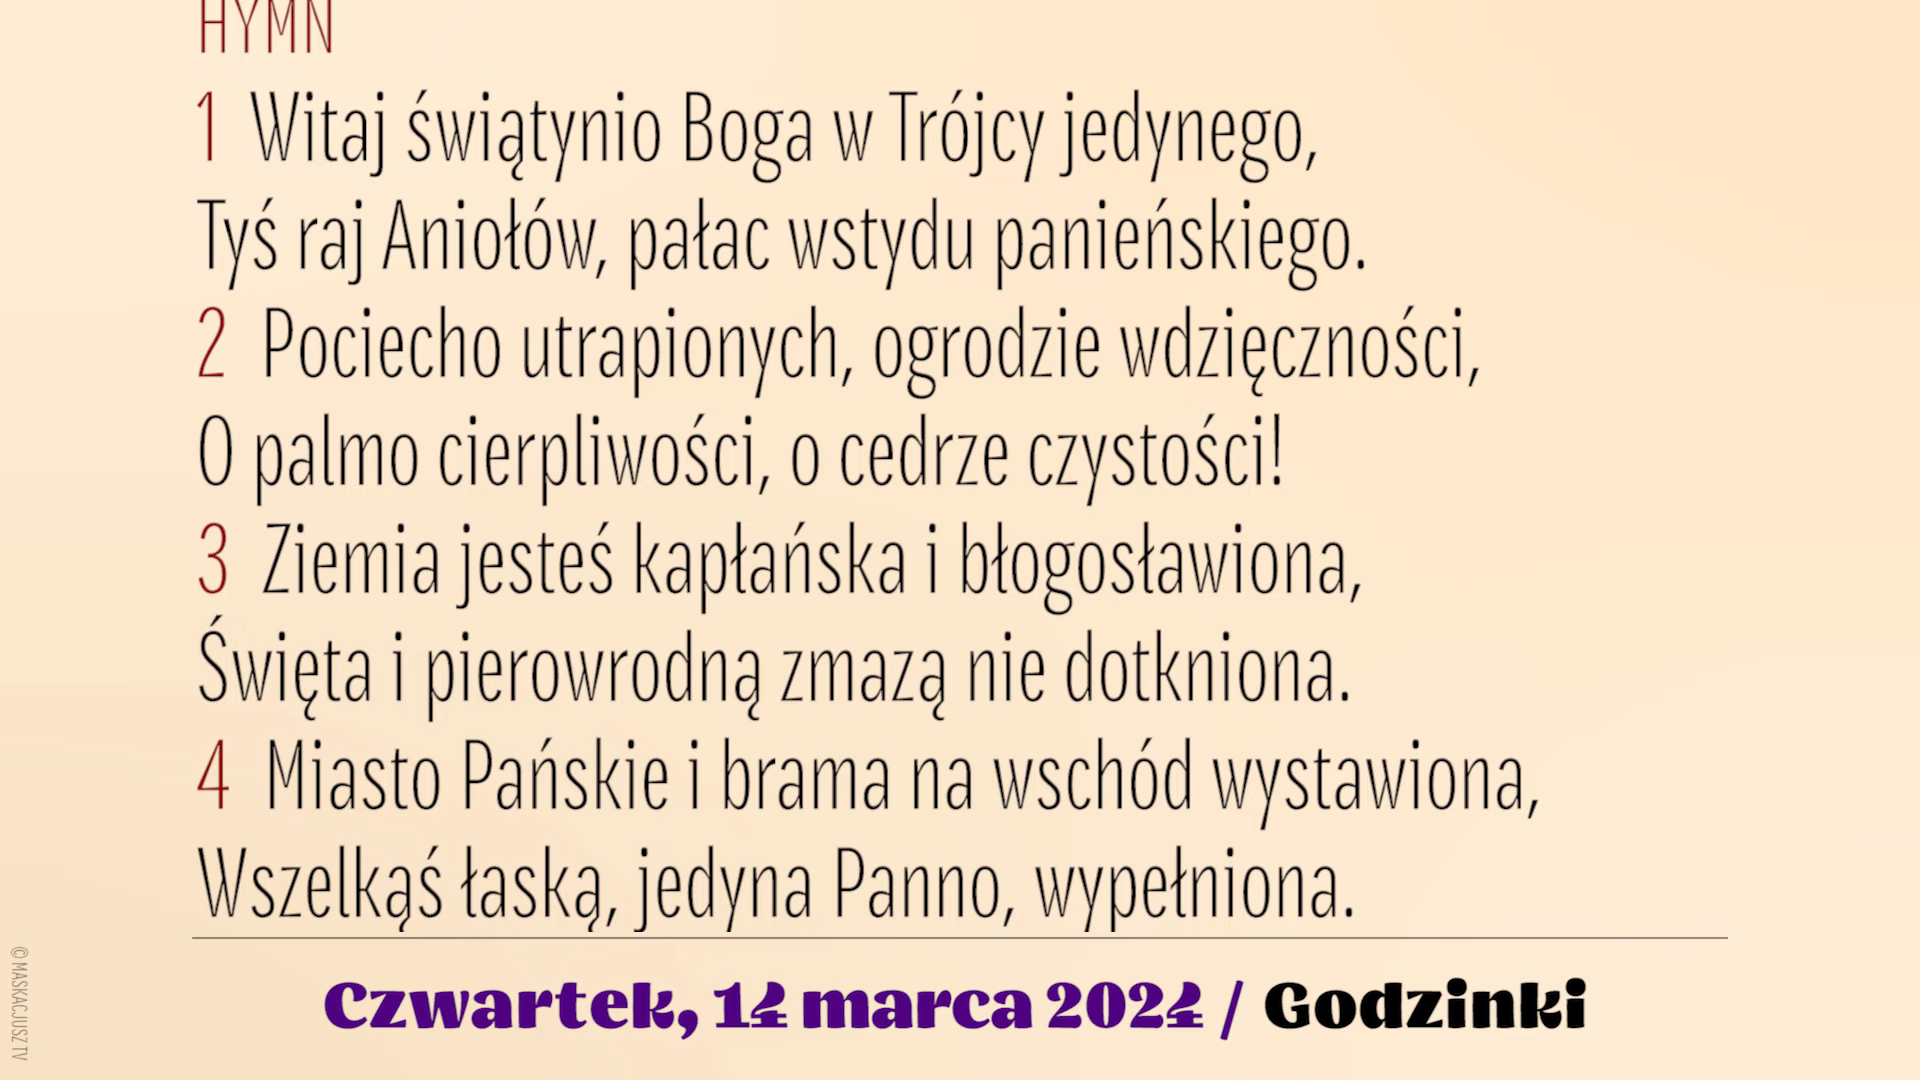 HYMN
1 Witaj świątynio Boga w Trójcy jedynego,
Tyś raj Aniołów, pałac wstydu panieńskiego.
2 Pociecho utrapionych, ogrodzie wdzięczności,
O palmo cierpliwości, o cedrze czystości!
3 Ziemia jesteś kapłańska i błogosławiona,
Święta i pierowrodną zmazą nie dotkniona.
4 Miasto Pańskie i brama na wschód wystawiona,
Wszelkąś łaską, jedyna Panno, wypełniona.
Czwartek, 14 marca 2024 / Godzinki
© MASKACJUSZ TV